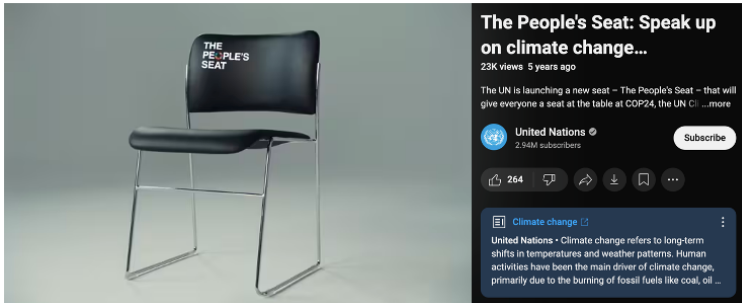 THE
PEOPLE'S
SEAT
The People's Seat: Speak up
on climate change...
23K views 5 years ago
The UN is launching a new seat – The People's Seat – that will
give everyone a seat at the table at COP24, the UN Cli ...more
United Nations
2.94M subscribers
Subscribe
264
Climate change
United Nations • Climate change refers to long-term
shifts in temperatures and weather patterns. Human
activities have been the main driver of climate change,
primarily due to the burning of fossil fuels like coal, oil ...